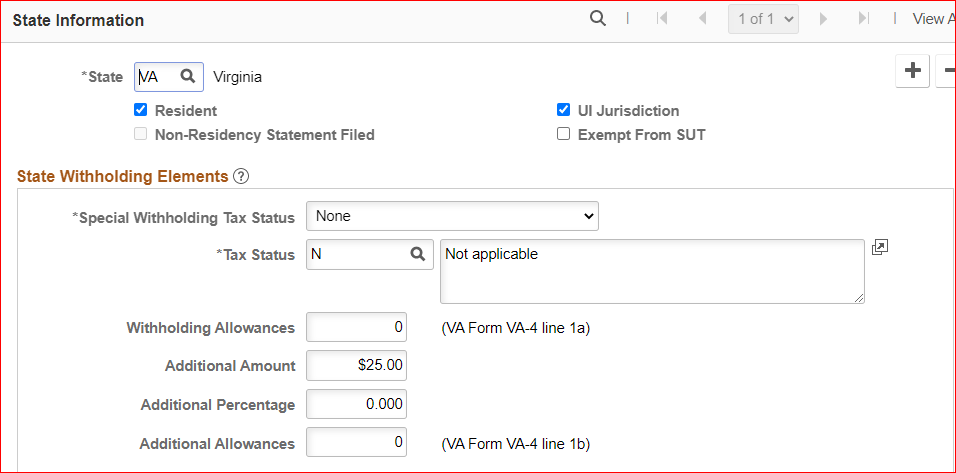 State Information 1 of 1 View A
*State VA Virginia
Resident UI Jurisdiction
Non-Residency Statement Filed Exempt From SUT
State Withholding Elements ?
*Special Withholding Tax Status None
*Tax Status N Not applicable
Withholding Allowances 0 (VA Form VA-4 line 1a)
Additional Amount $25.00
Additional Percentage 0.000
Additional Allowances 0 (VA Form VA-4 line 1b)